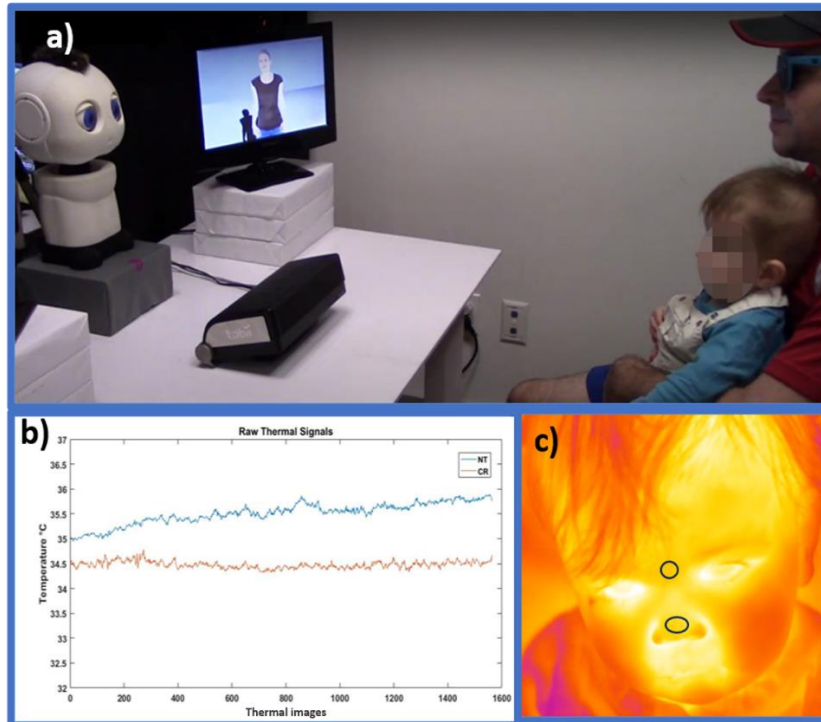 a)
tobii
b)
Raw Thermal Signals
NT
CR
37
36.5
36
35.5
35
34.5
34
33.5
33
32.5
32
Temperature °C
0 200 400 600 800 1000 1200 1400 1600
Thermal images
c)